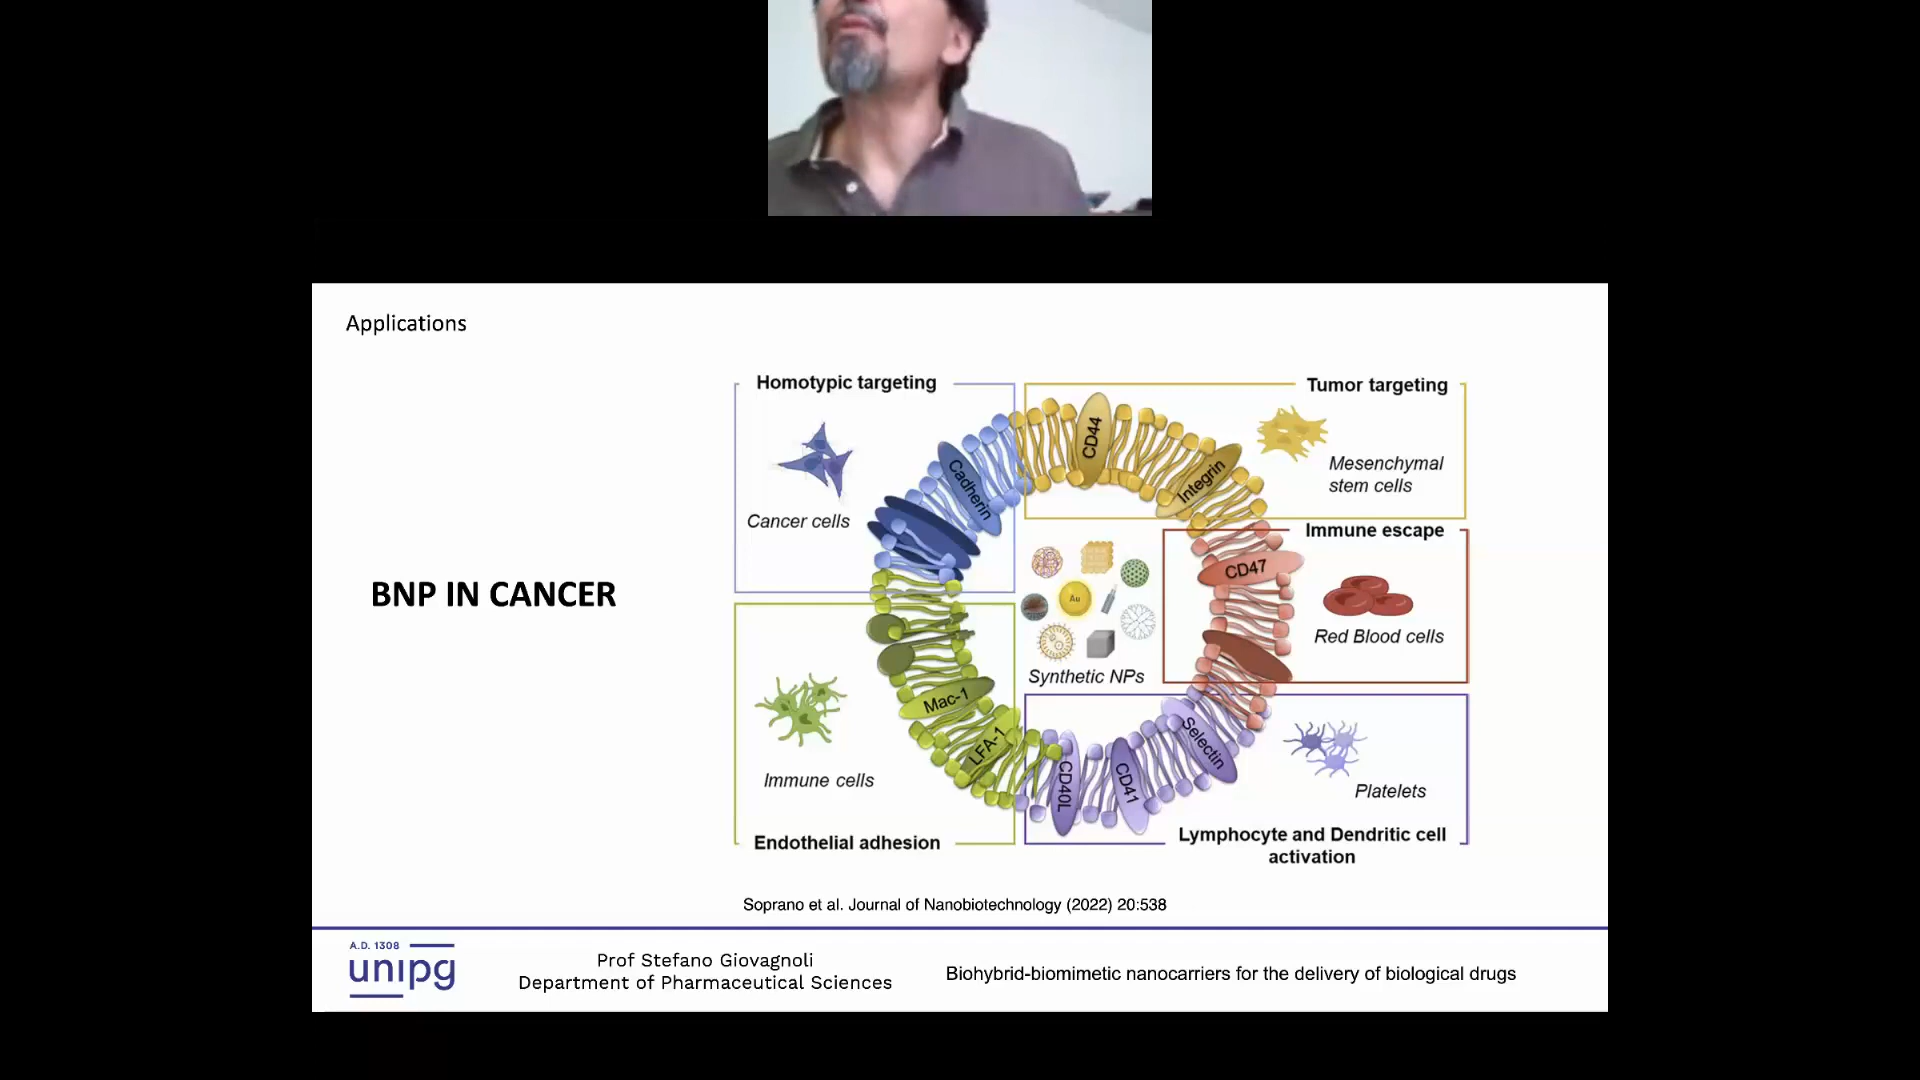 Applications
Homotypic targeting
Tumor targeting
CD44
Cadherin
Integrin
Mesenchymal
stem cells
Cancer cells
Immune escape
CD47
Au
BNP IN CANCER
Red Blood cells
Synthetic NPs
Mac-1
LFA-1
CD40L
CD41
Selectin
Immune cells
Platelets
Endothelial adhesion
Lymphocyte and Dendritic cell
activation
Soprano et al. Journal of Nanobiotechnology (2022) 20:538
A.D. 1308
unipg
Prof Stefano Giovagnoli
Department of Pharmaceutical Sciences
Biohybrid-biomimetic nanocarriers for the delivery of biological drugs